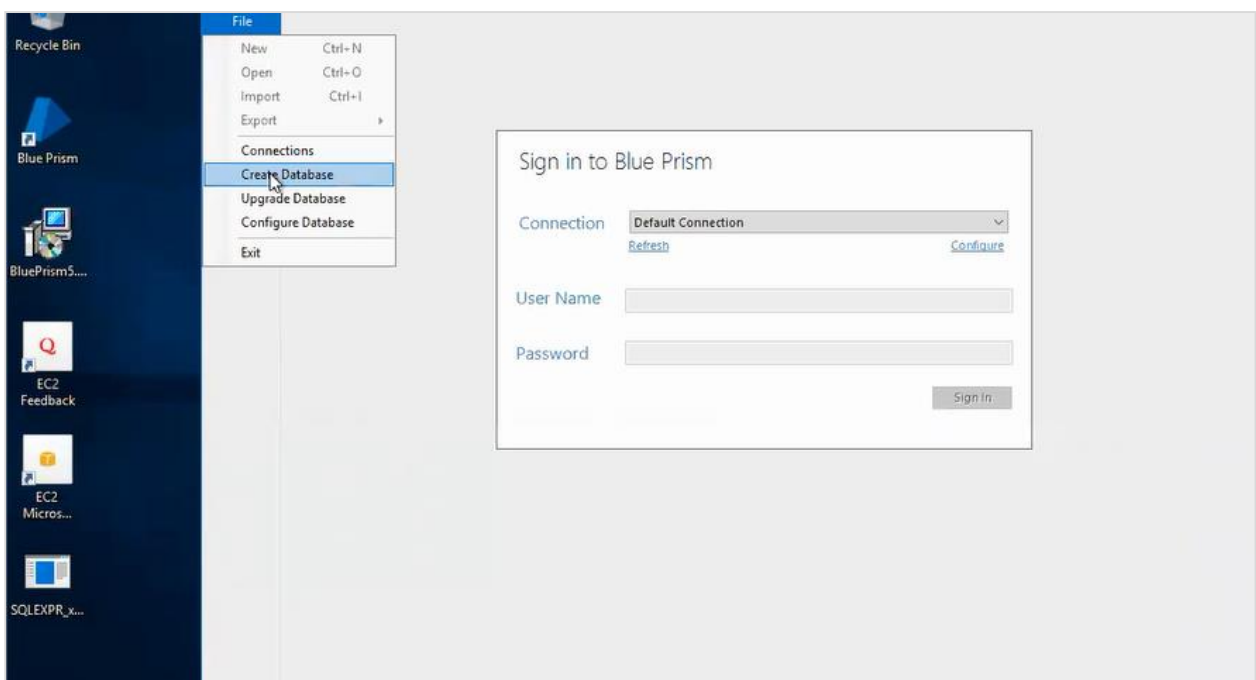 Recycle Bin
Blue Prism
BluePrism5....
Q
EC2
Feedback
EC2
Micros...
SQLEXPR_x...
File
New Ctrl+N
Open Ctrl+O
Import Ctrl+I
Export
Connections
Create Database
Upgrade Database
Configure Database
Exit
Sign in to Blue Prism
Connection Default Connection
Refresh Configure
User Name
Password
Sign In